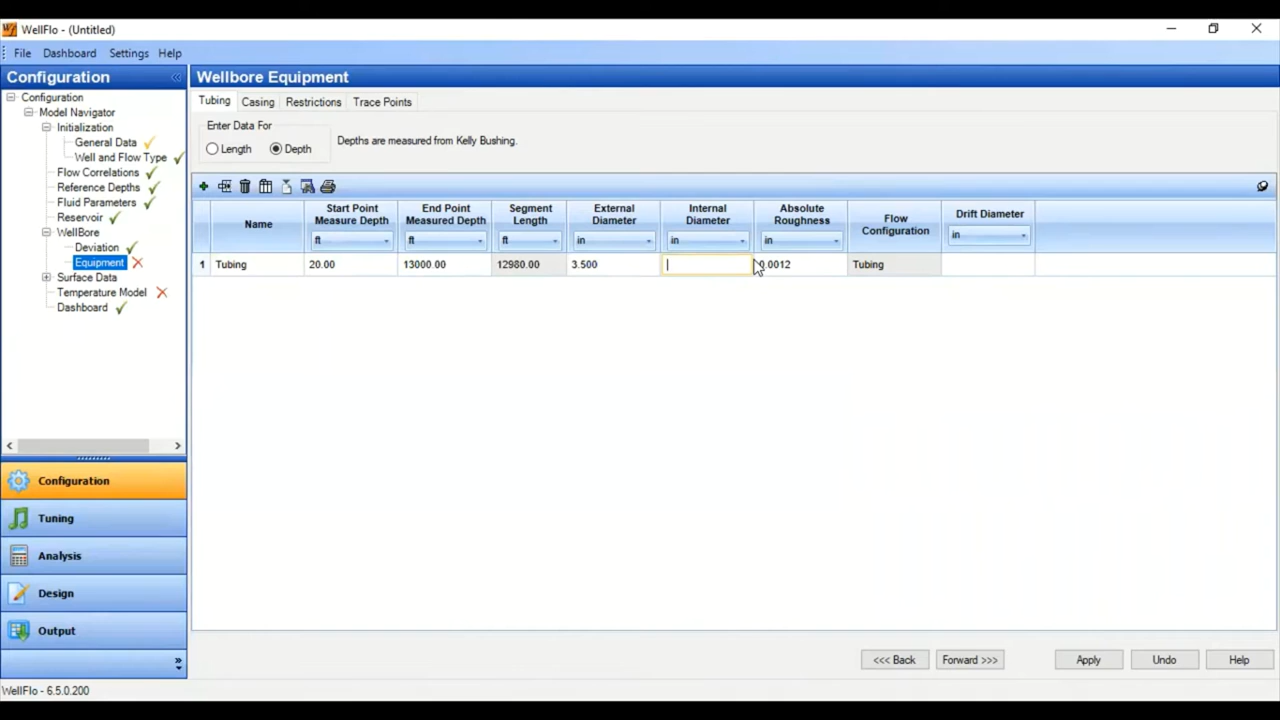 WellFlo - (Untitled)
File Dashboard Settings Help
Configuration
Configuration
Model Navigator
Initialization
General Data
Well and Flow Type
Flow Correlations
Reference Depths
Fluid Parameters
Reservoir
WellBore
Deviation
Equipment
Surface Data
Temperature Model
Dashboard
Configuration
Tuning
Analysis
Design
Output
Wellbore Equipment
Tubing Casing Restrictions Trace Points
Enter Data For
Length Depth
Depths are measured from Kelly Bushing.
Name
Start Point Measure Depth
ft
End Point Measured Depth
ft
Segment Length
ft
External Diameter
in
Internal Diameter
in
Absolute Roughness
in
Flow Configuration
Drift Diameter
in
1 Tubing 20.00 13000.00 12980.00 3.500 0.0012 Tubing
<<< Back Forward >>> Apply Undo Help
WellFlo - 6.5.0.200